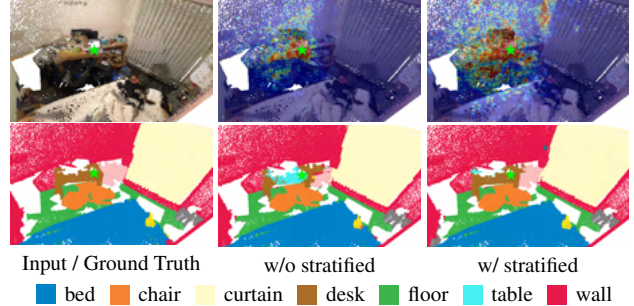 Input / Ground Truth w/o stratified w/ stratified
bed chair curtain desk floor table wall